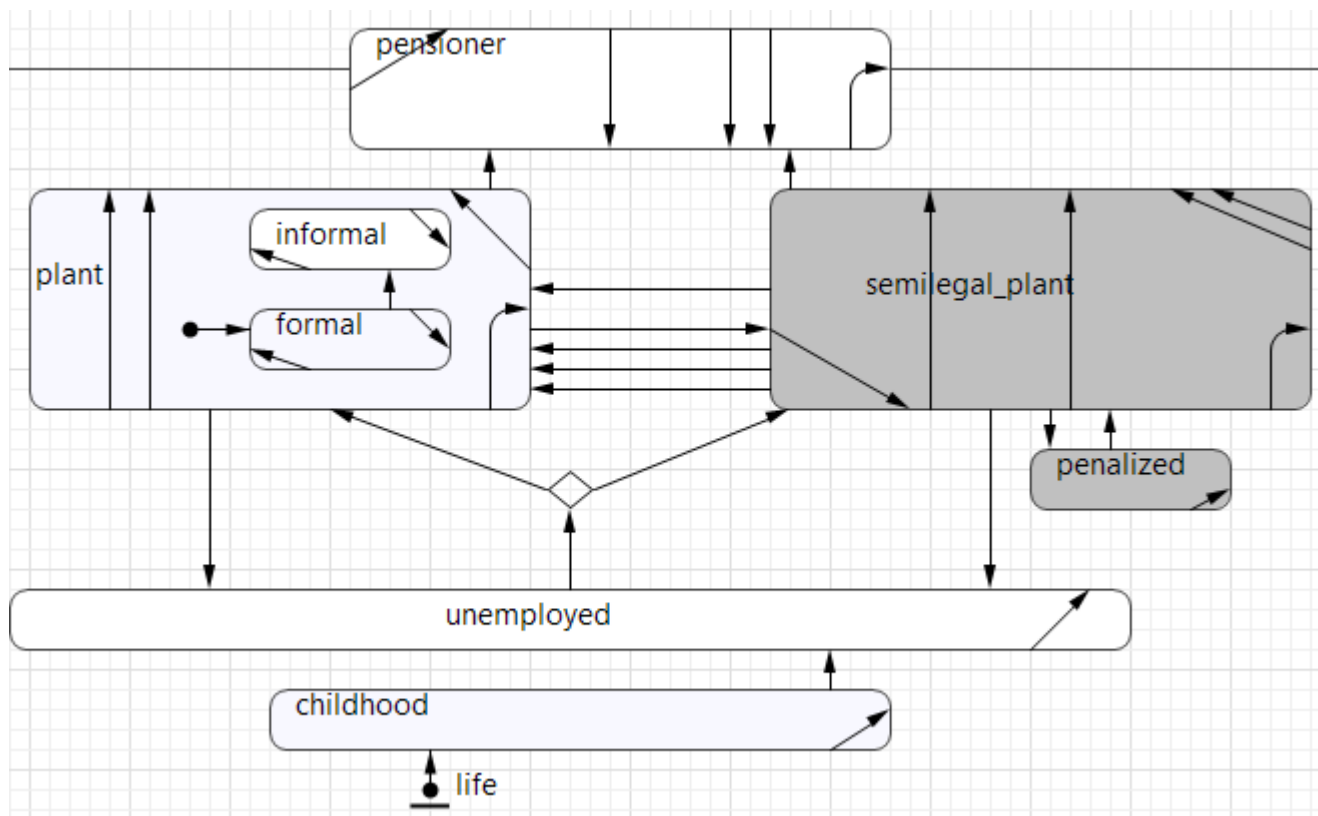 pensioner
informal
plant
semilegal_plant
formal
penalized
unemployed
childhood
life